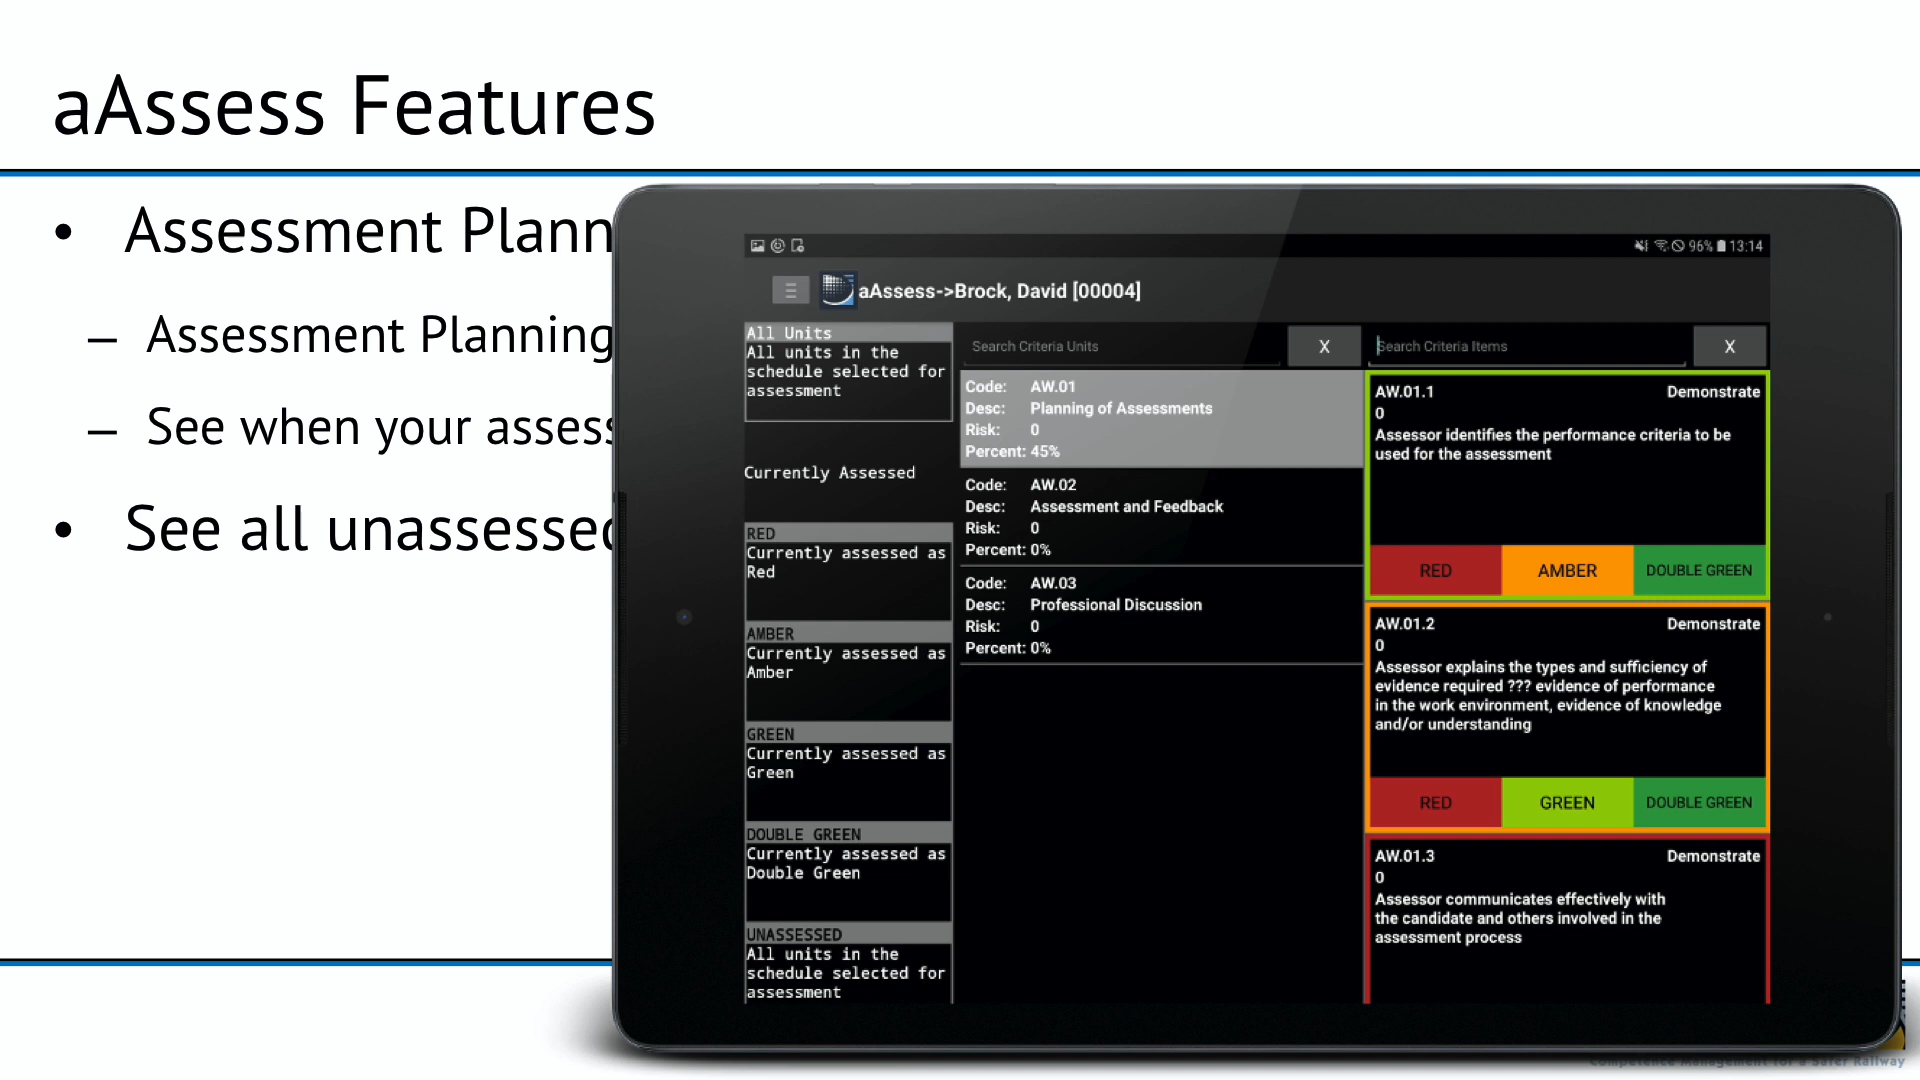 aAssess Features
• Assessment Plann
– Assessment Planning
– See when your assess
• See all unassessed
96% 13:14
aAssess->Brock, David [00004]
All Units
All units in the
schedule selected for
assessment
Currently Assessed
RED
Currently assessed as
Red
AMBER
Currently assessed as
Amber
GREEN
Currently assessed as
Green
DOUBLE GREEN
Currently assessed as
Double Green
UNASSESSED
All units in the
schedule selected for
assessment
Search Criteria Units X
Code: AW.01
Desc: Planning of Assessments
Risk: 0
Percent: 45%
Code: AW.02
Desc: Assessment and Feedback
Risk: 0
Percent: 0%
Code: AW.03
Desc: Professional Discussion
Risk: 0
Percent: 0%
Search Criteria Items X
AW.01.1 Demonstrate
0
Assessor identifies the performance criteria to be
used for the assessment
RED AMBER DOUBLE GREEN
AW.01.2 Demonstrate
0
Assessor explains the types and sufficiency of
evidence required ??? evidence of performance
in the work environment, evidence of knowledge
and/or understanding
RED GREEN DOUBLE GREEN
AW.01.3 Demonstrate
0
Assessor communicates effectively with
the candidate and others involved in the
assessment process
Competence Management for a Safer Railway